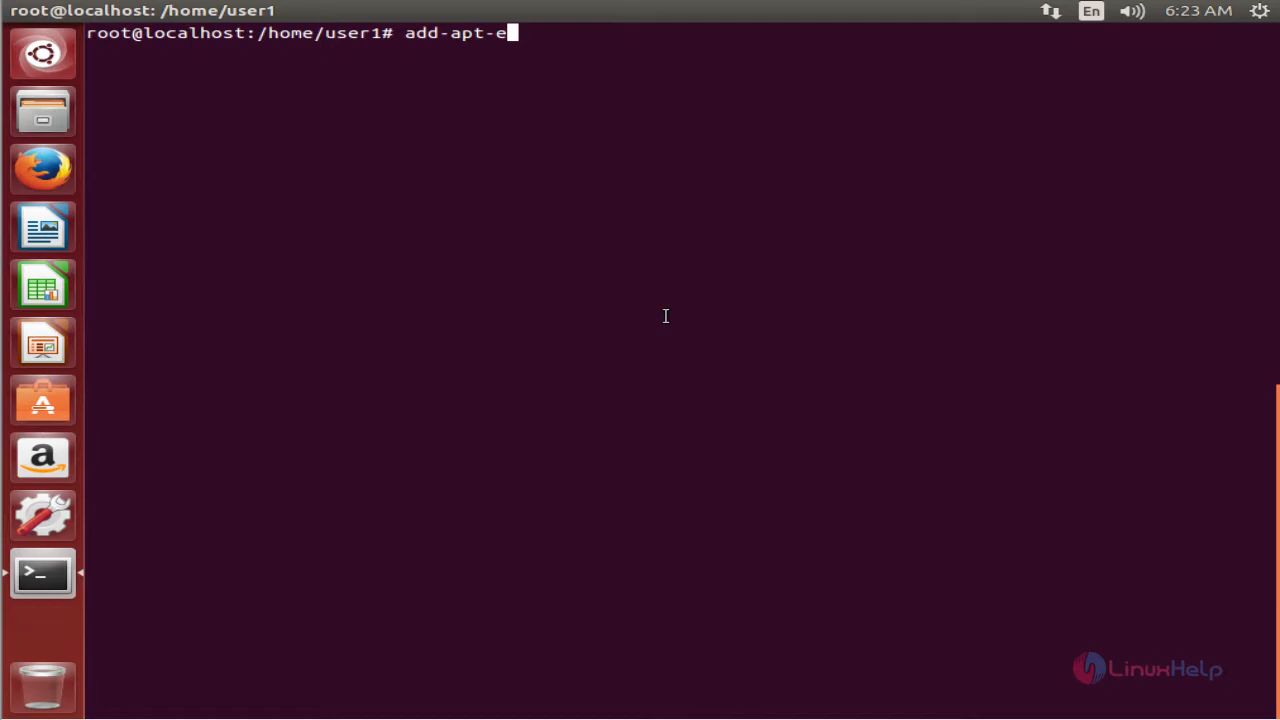 root@localhost: /home/user1
En
6:23 AM
root@localhost:/home/user1# add-apt-e
A
a
>_
LinuxHelp